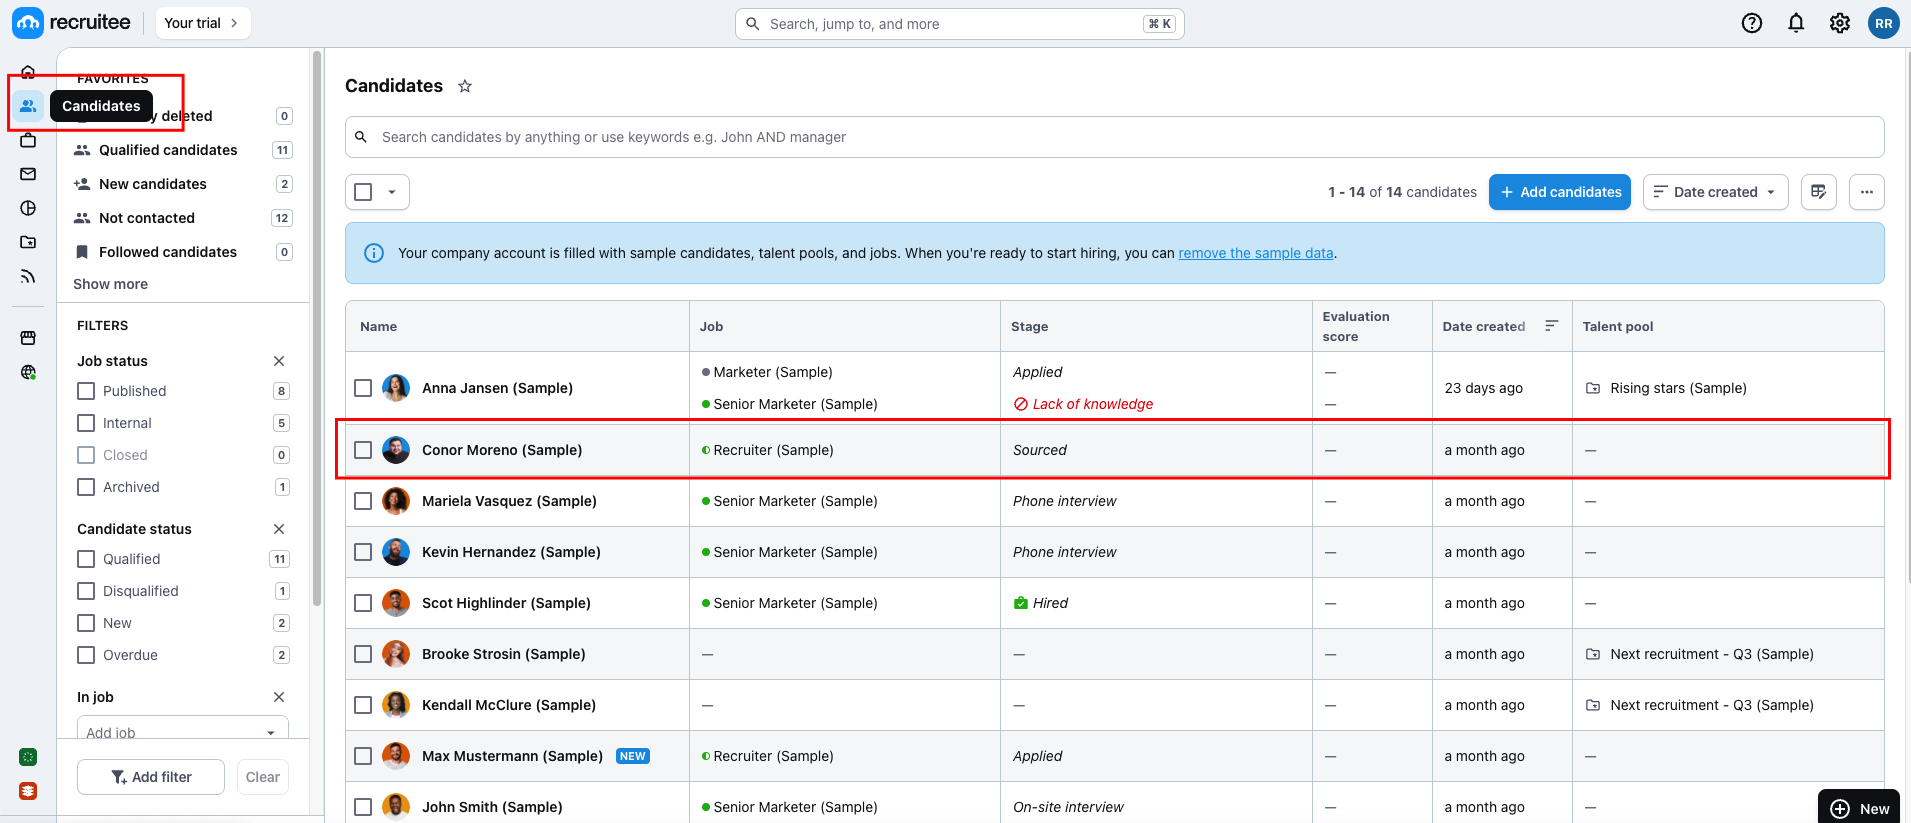 recruitee
Your trial
Search, jump to, and more
⌘ K
RR
FAVORITES
Candidates
y deleted
0
Qualified candidates
11
New candidates
2
Not contacted
12
Followed candidates
0
Show more
FILTERS
Job status
Published
8
Internal
5
Closed
0
Archived
1
Candidate status
Qualified
11
Disqualified
1
New
2
Overdue
2
In job
Add job
Add filter
Clear
Candidates
Search candidates by anything or use keywords e.g. John AND manager
1 - 14 of 14 candidates
+ Add candidates
Date created
Your company account is filled with sample candidates, talent pools, and jobs. When you're ready to start hiring, you can remove the sample data.
Name
Job
Stage
Evaluation
score
Date created
Talent pool
Anna Jansen (Sample)
Marketer (Sample)
Applied
—
Senior Marketer (Sample)
Lack of knowledge
—
23 days ago
Rising stars (Sample)
Conor Moreno (Sample)
Recruiter (Sample)
Sourced
—
a month ago
—
Mariela Vasquez (Sample)
Senior Marketer (Sample)
Phone interview
—
a month ago
—
Kevin Hernandez (Sample)
Senior Marketer (Sample)
Phone interview
—
a month ago
—
Scot Highlinder (Sample)
Senior Marketer (Sample)
Hired
—
a month ago
—
Brooke Strosin (Sample)
—
—
—
a month ago
Next recruitment - Q3 (Sample)
Kendall McClure (Sample)
—
—
—
a month ago
Next recruitment - Q3 (Sample)
Max Mustermann (Sample)
NEW
Recruiter (Sample)
Applied
—
a month ago
—
John Smith (Sample)
Senior Marketer (Sample)
On-site interview
—
a month ago
—
New